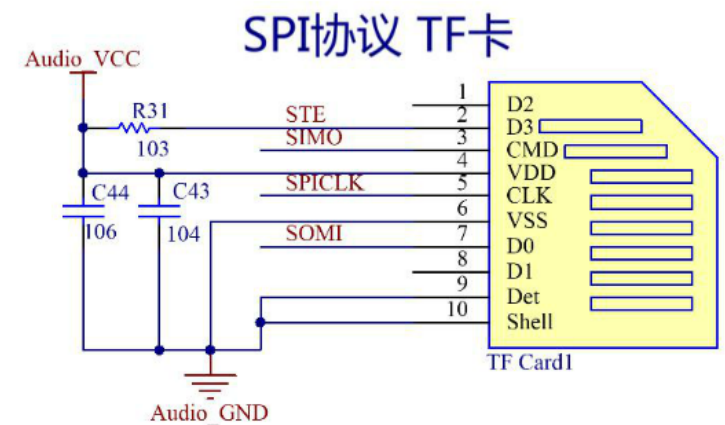 SPI协议 TF卡
Audio_VCC
R31
103
STE
SIMO
SPICLK
SOMI
C44
106
C43
104
1
2
3
4
5
6
7
8
9
10
D2
D3
CMD
VDD
CLK
VSS
D0
D1
Det
Shell
TF Card1
Audio_GND